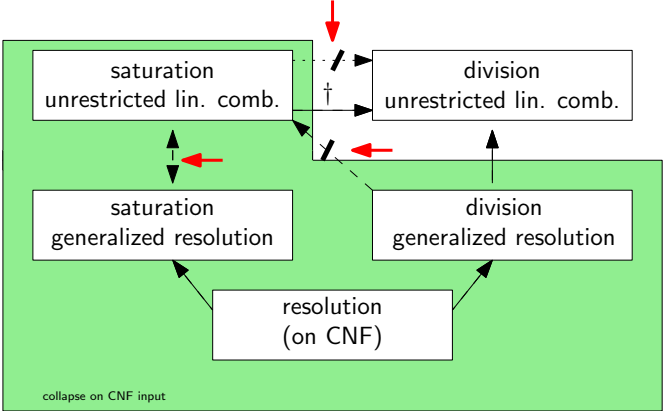 saturation
unrestricted lin. comb.
division
unrestricted lin. comb.
†
saturation
generalized resolution
division
generalized resolution
resolution
(on CNF)
collapse on CNF input